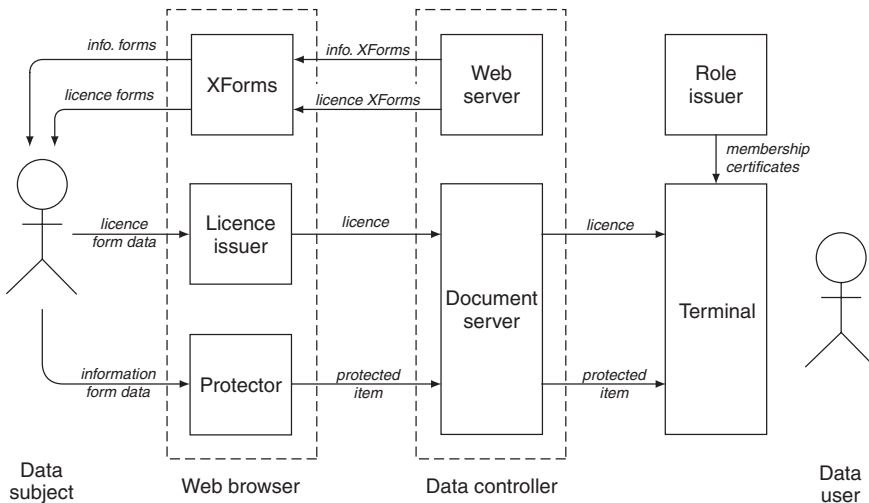 info. forms
licence forms
XForms
info. XForms
licence XForms
Web
server
Role
issuer
membership
certificates
licence
form data
Licence
issuer
licence
Document
server
licence
Terminal
information
form data
Protector
protected
item
protected
item
Data
subject
Web browser
Data controller
Data
user